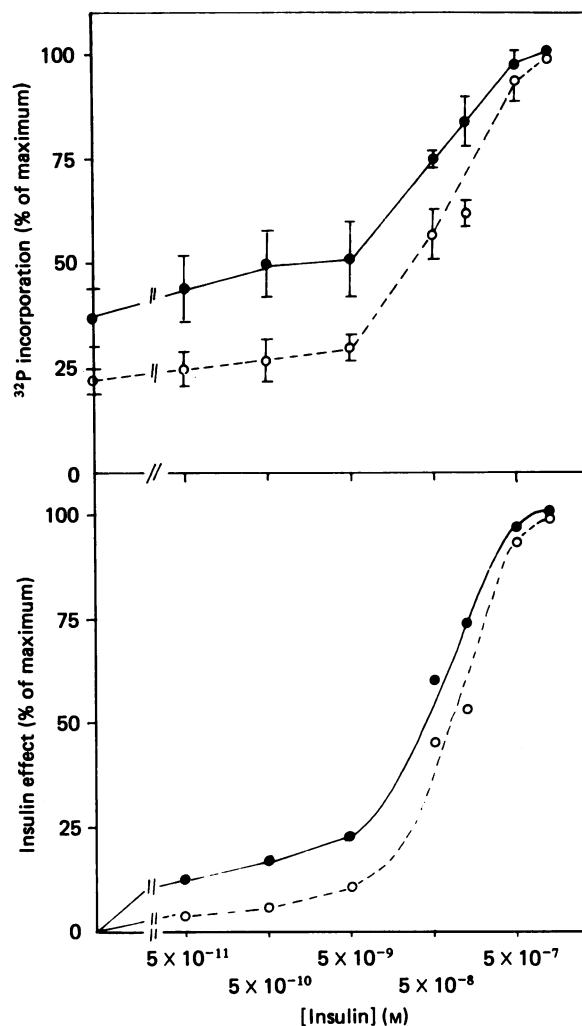 100
75
50
25
0
³²P incorporation (% of maximum)
100
75
50
25
0
Insulin effect (% of maximum)
5 × 10⁻¹¹
5 × 10⁻⁹
5 × 10⁻⁷
5 × 10⁻¹⁰
5 × 10⁻⁸
[Insulin] (M)